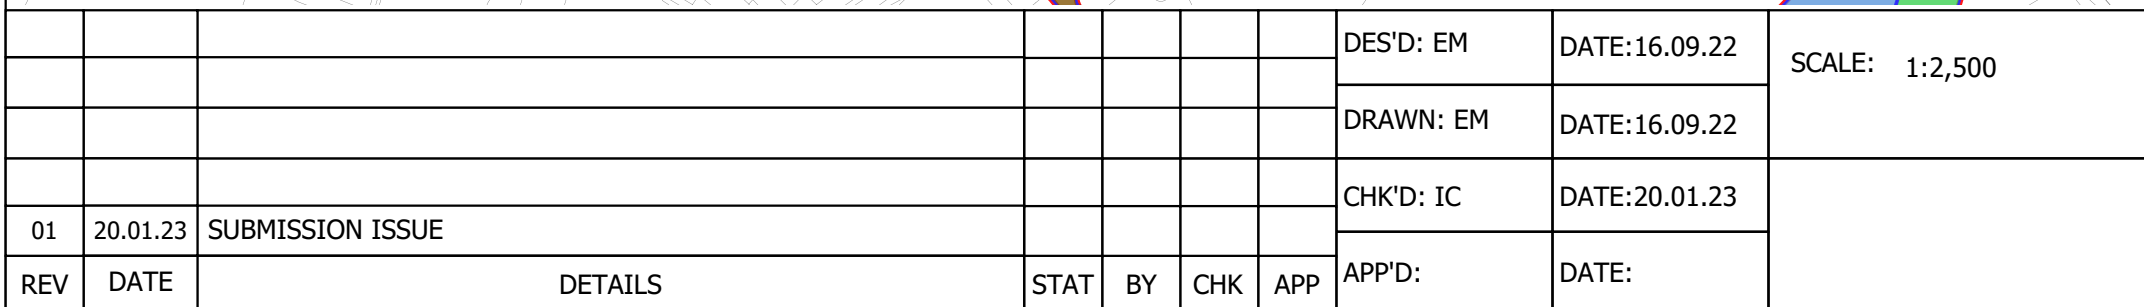 DES'D: EM DATE:16.09.22 SCALE: 1:2,500
DRAWN: EM DATE:16.09.22
CHK'D: IC DATE:20.01.23
01 20.01.23 SUBMISSION ISSUE
REV DATE DETAILS STAT BY CHK APP APP'D: DATE: